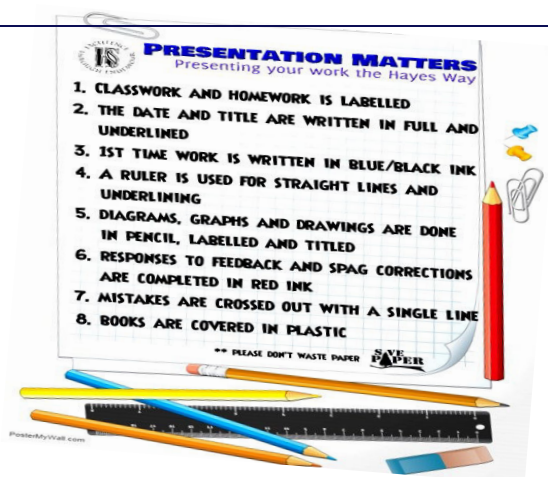 PRESENTATION MATTERS
Presenting your work the Hayes Way
1. CLASSWORK AND HOMEWORK IS LABELLED
2. THE DATE AND TITLE ARE WRITTEN IN FULL AND
UNDERLINED
3. 1ST TIME WORK IS WRITTEN IN BLUE/BLACK INK
4. A RULER IS USED FOR STRAIGHT LINES AND
UNDERLINING
5. DIAGRAMS, GRAPHS AND DRAWINGS ARE DONE
IN PENCIL, LABELLED AND TITLED
6. RESPONSES TO FEEDBACK AND SPAG CORRECTIONS
ARE COMPLETED IN RED INK
7. MISTAKES ARE CROSSED OUT WITH A SINGLE LINE
8. BOOKS ARE COVERED IN PLASTIC
** PLEASE DON'T WASTE PAPER
SAVE
PAPER
PosterMyWall.com